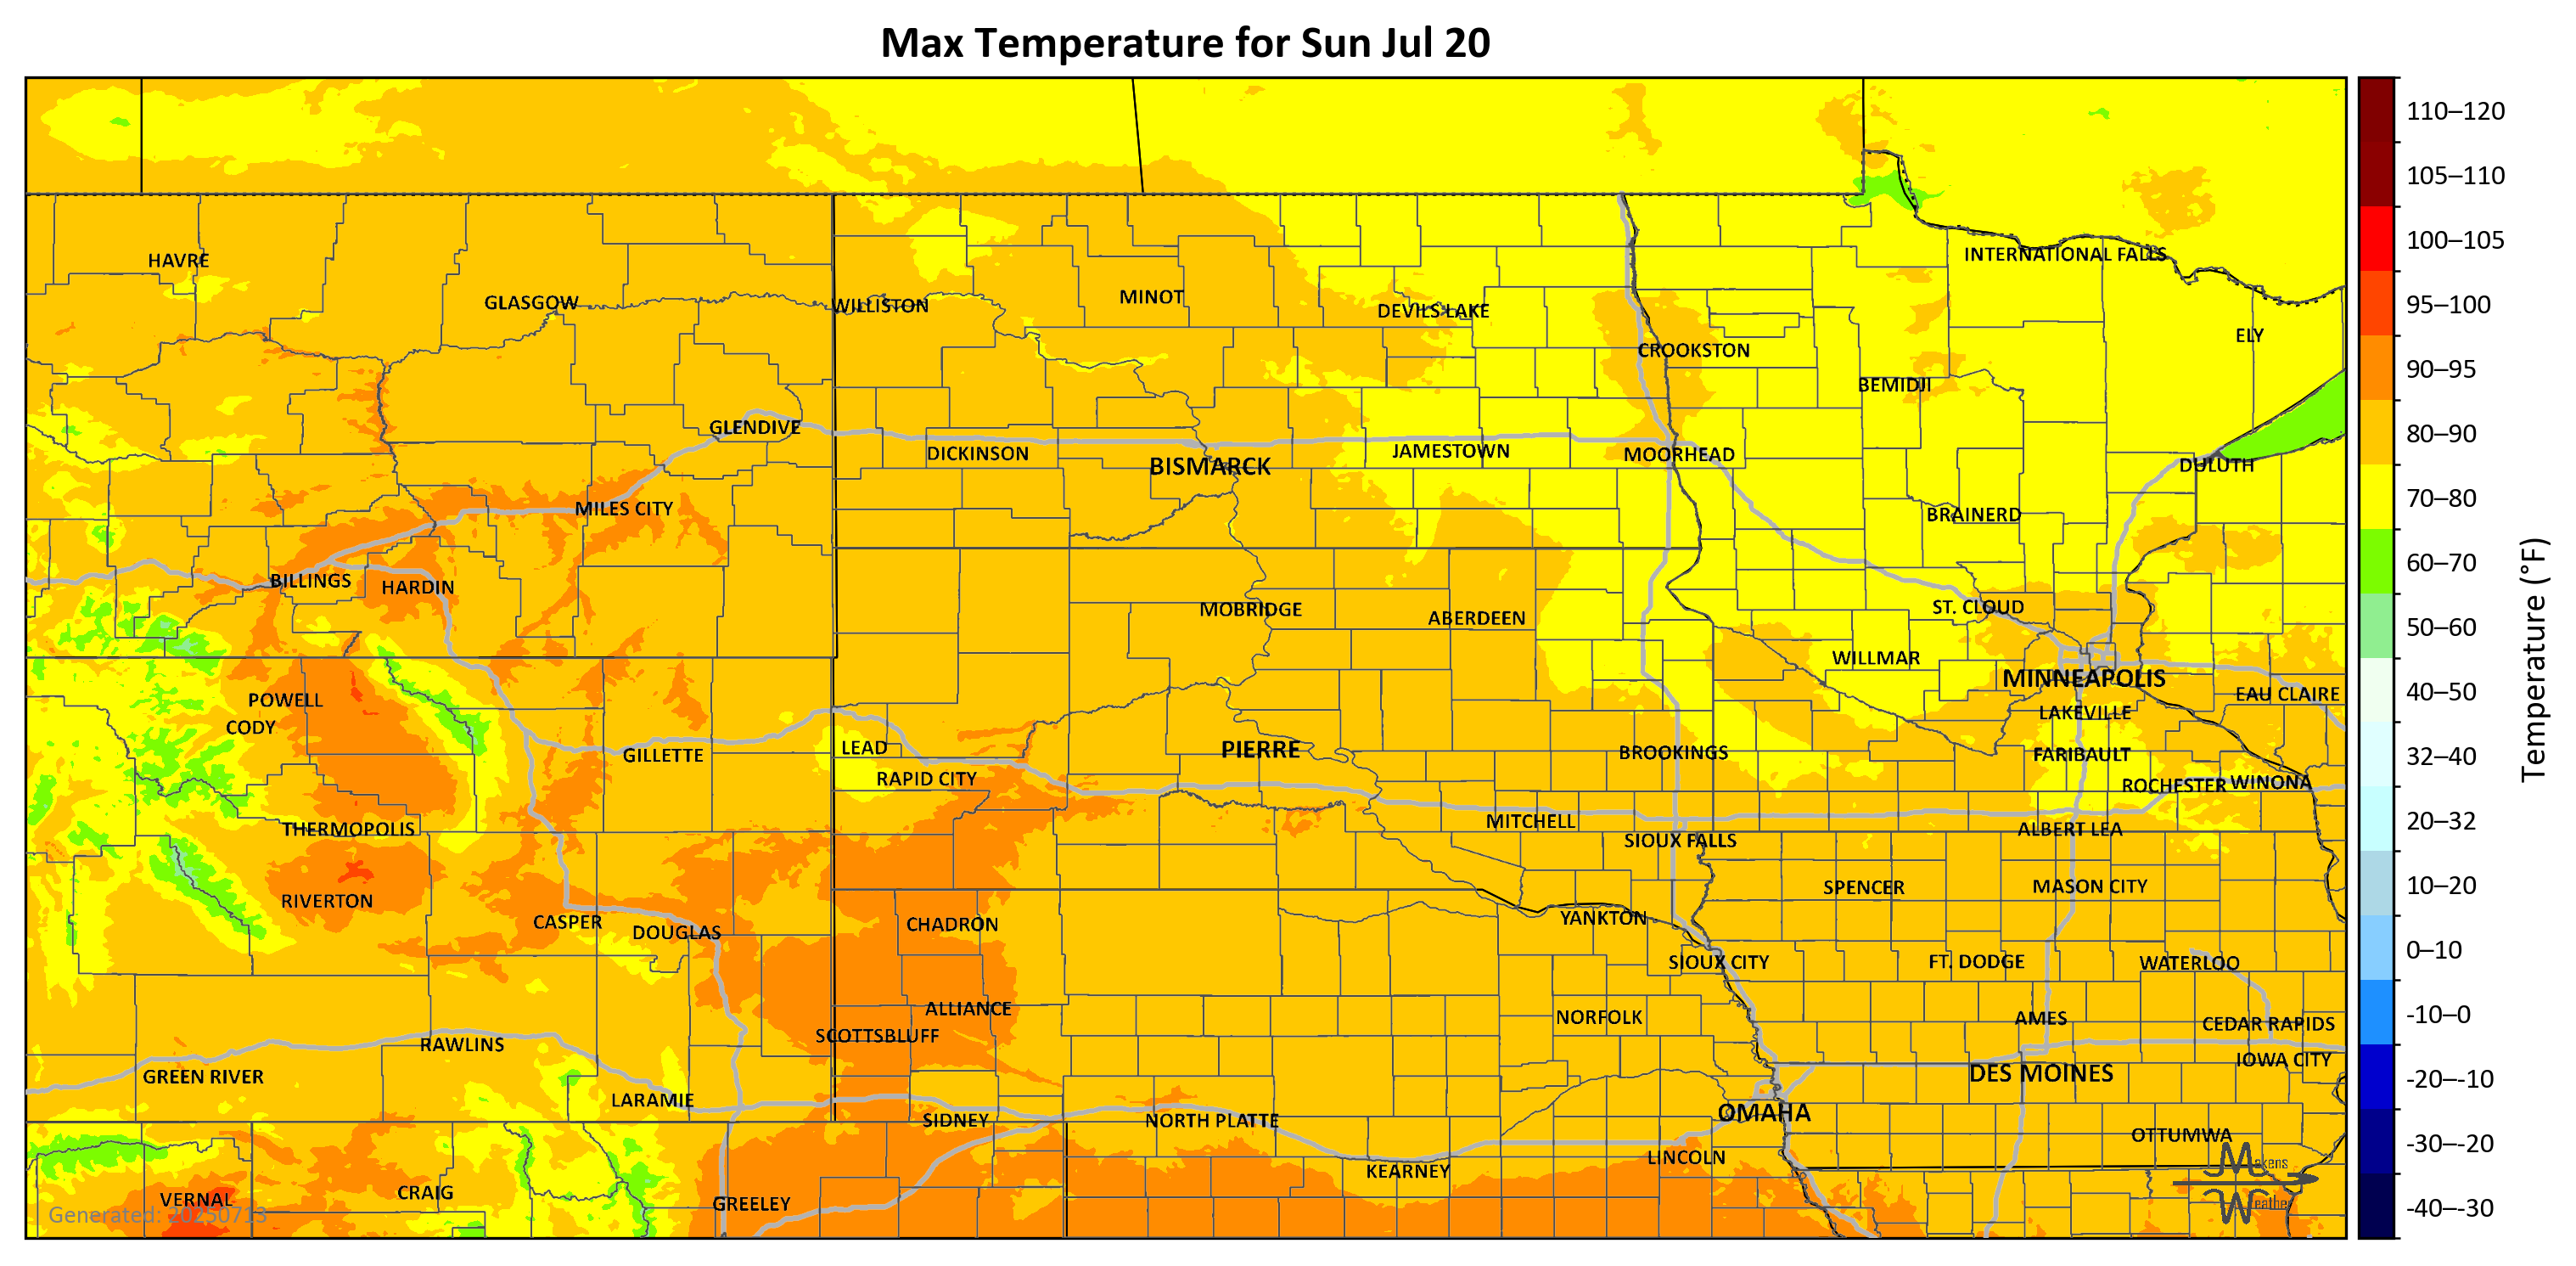 Max Temperature for Sun Jul 20
HAVRE
GLASGOW
WILLISTON
MINOT
DEVILS LAKE
INTERNATIONAL FALLS
ELY
CROOKSTON
BEMIDJI
GLENDIVE
DICKINSON
BISMARCK
JAMESTOWN
MOORHEAD
DULUTH
MILES CITY
BRAINERD
BILLINGS
HARDIN
MOBRIDGE
ABERDEEN
ST. CLOUD
WILLMAR
MINNEAPOLIS
EAU CLAIRE
POWELL
CODY
LAKEVILLE
GILLETTE
LEAD
RAPID CITY
PIERRE
BROOKINGS
FARIBAULT
ROCHESTER
WINONA
THERMOPOLIS
MITCHELL
SIOUX FALLS
ALBERT LEA
RIVERTON
CASPER
DOUGLAS
CHADRON
YANKTON
SPENCER
MASON CITY
SIOUX CITY
FT. DODGE
WATERLOO
ALLIANCE
SCOTTSBLUFF
NORFOLK
AMES
CEDAR RAPIDS
IOWA CITY
RAWLINS
GREEN RIVER
LARAMIE
SIDNEY
NORTH PLATTE
OMAHA
DES MOINES
OTTUMWA
KEARNEY
LINCOLN
VERNAL
CRAIG
GREELEY
Generated: 20250713
Makens
Weather
110–120
105–110
100–105
95–100
90–95
80–90
70–80
60–70
50–60
40–50
32–40
20–32
10–20
0–10
-10–0
-20–-10
-30–-20
-40–-30
Temperature (°F)